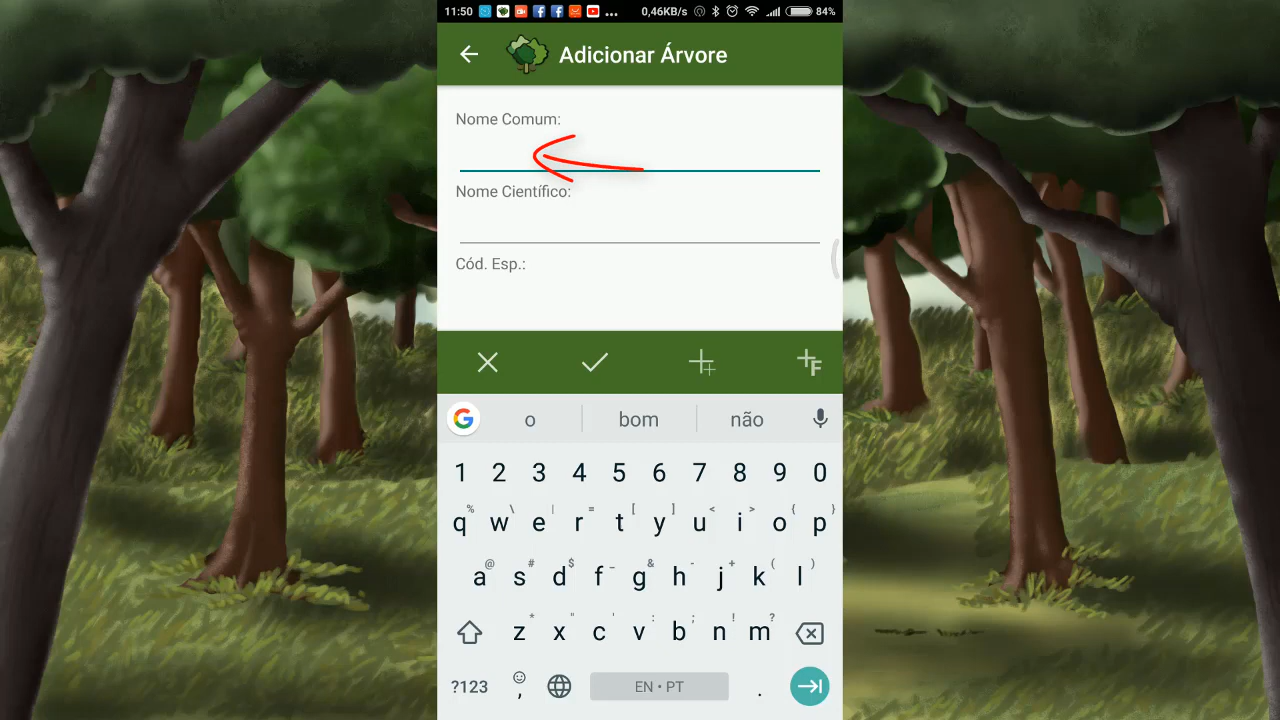 11:50 ... 0,46KB/s 84%
Adicionar Árvore
Nome Comum:
Nome Científico:
Cód. Esp.:
+F
G o bom não
1 2 3 4 5 6 7 8 9 0
% \ | = [ ] < > { }
q w e r t y u i o p
@ # $ _ & - + ( )
a s d f g h j k l
* " ' : ; ! ?
z x c v b n m
?123 , EN • PT .